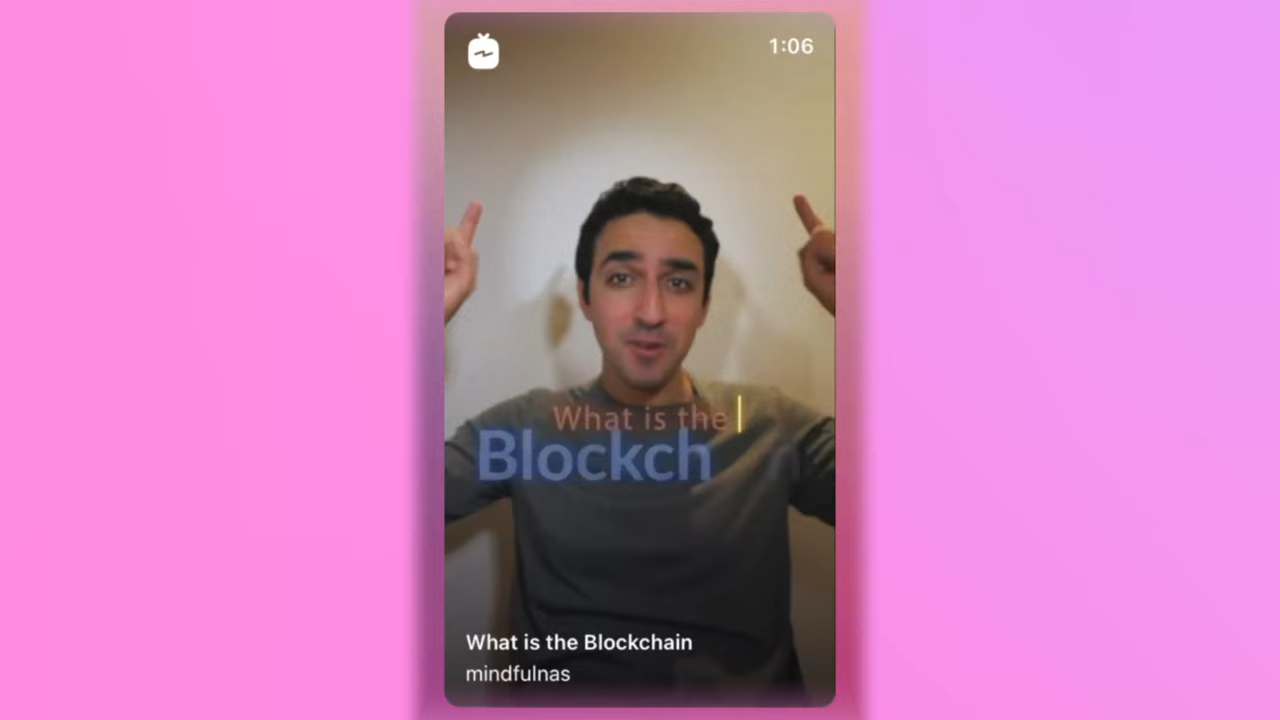 1:06
What is the
Blockch n
What is the Blockchain
mindfulnas